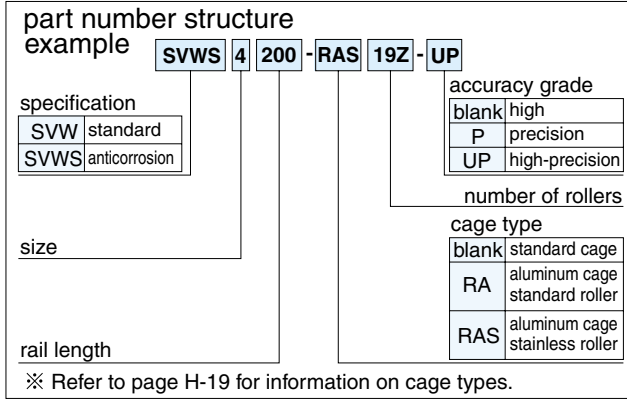 part number structure
example
SVWS 4 200 - RAS 19Z - UP
specification
SVW standard
SVWS anticorrosion
size
rail length
accuracy grade
blank high
P precision
UP high-precision
number of rollers
cage type
blank standard cage
RA aluminum cage
standard roller
RAS aluminum cage
stainless roller
※ Refer to page H-19 for information on cage types.